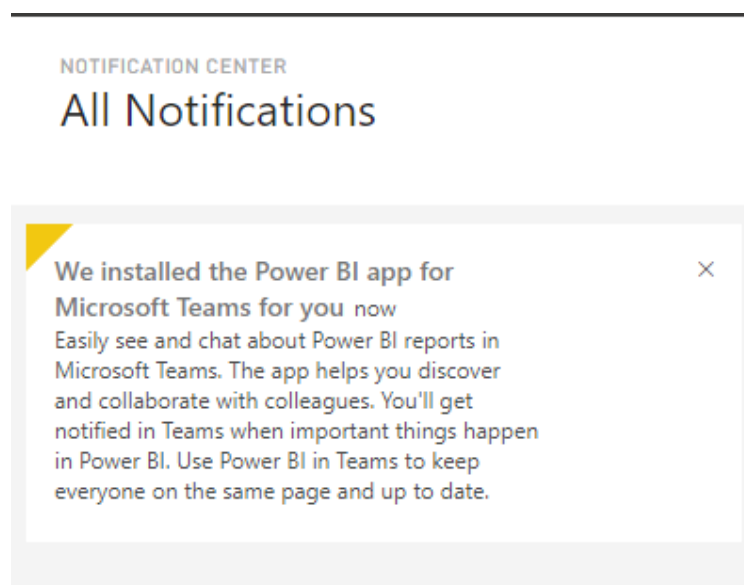 NOTIFICATION CENTER
All Notifications
We installed the Power BI app for
Microsoft Teams for you now
Easily see and chat about Power BI reports in
Microsoft Teams. The app helps you discover
and collaborate with colleagues. You'll get
notified in Teams when important things happen
in Power BI. Use Power BI in Teams to keep
everyone on the same page and up to date.